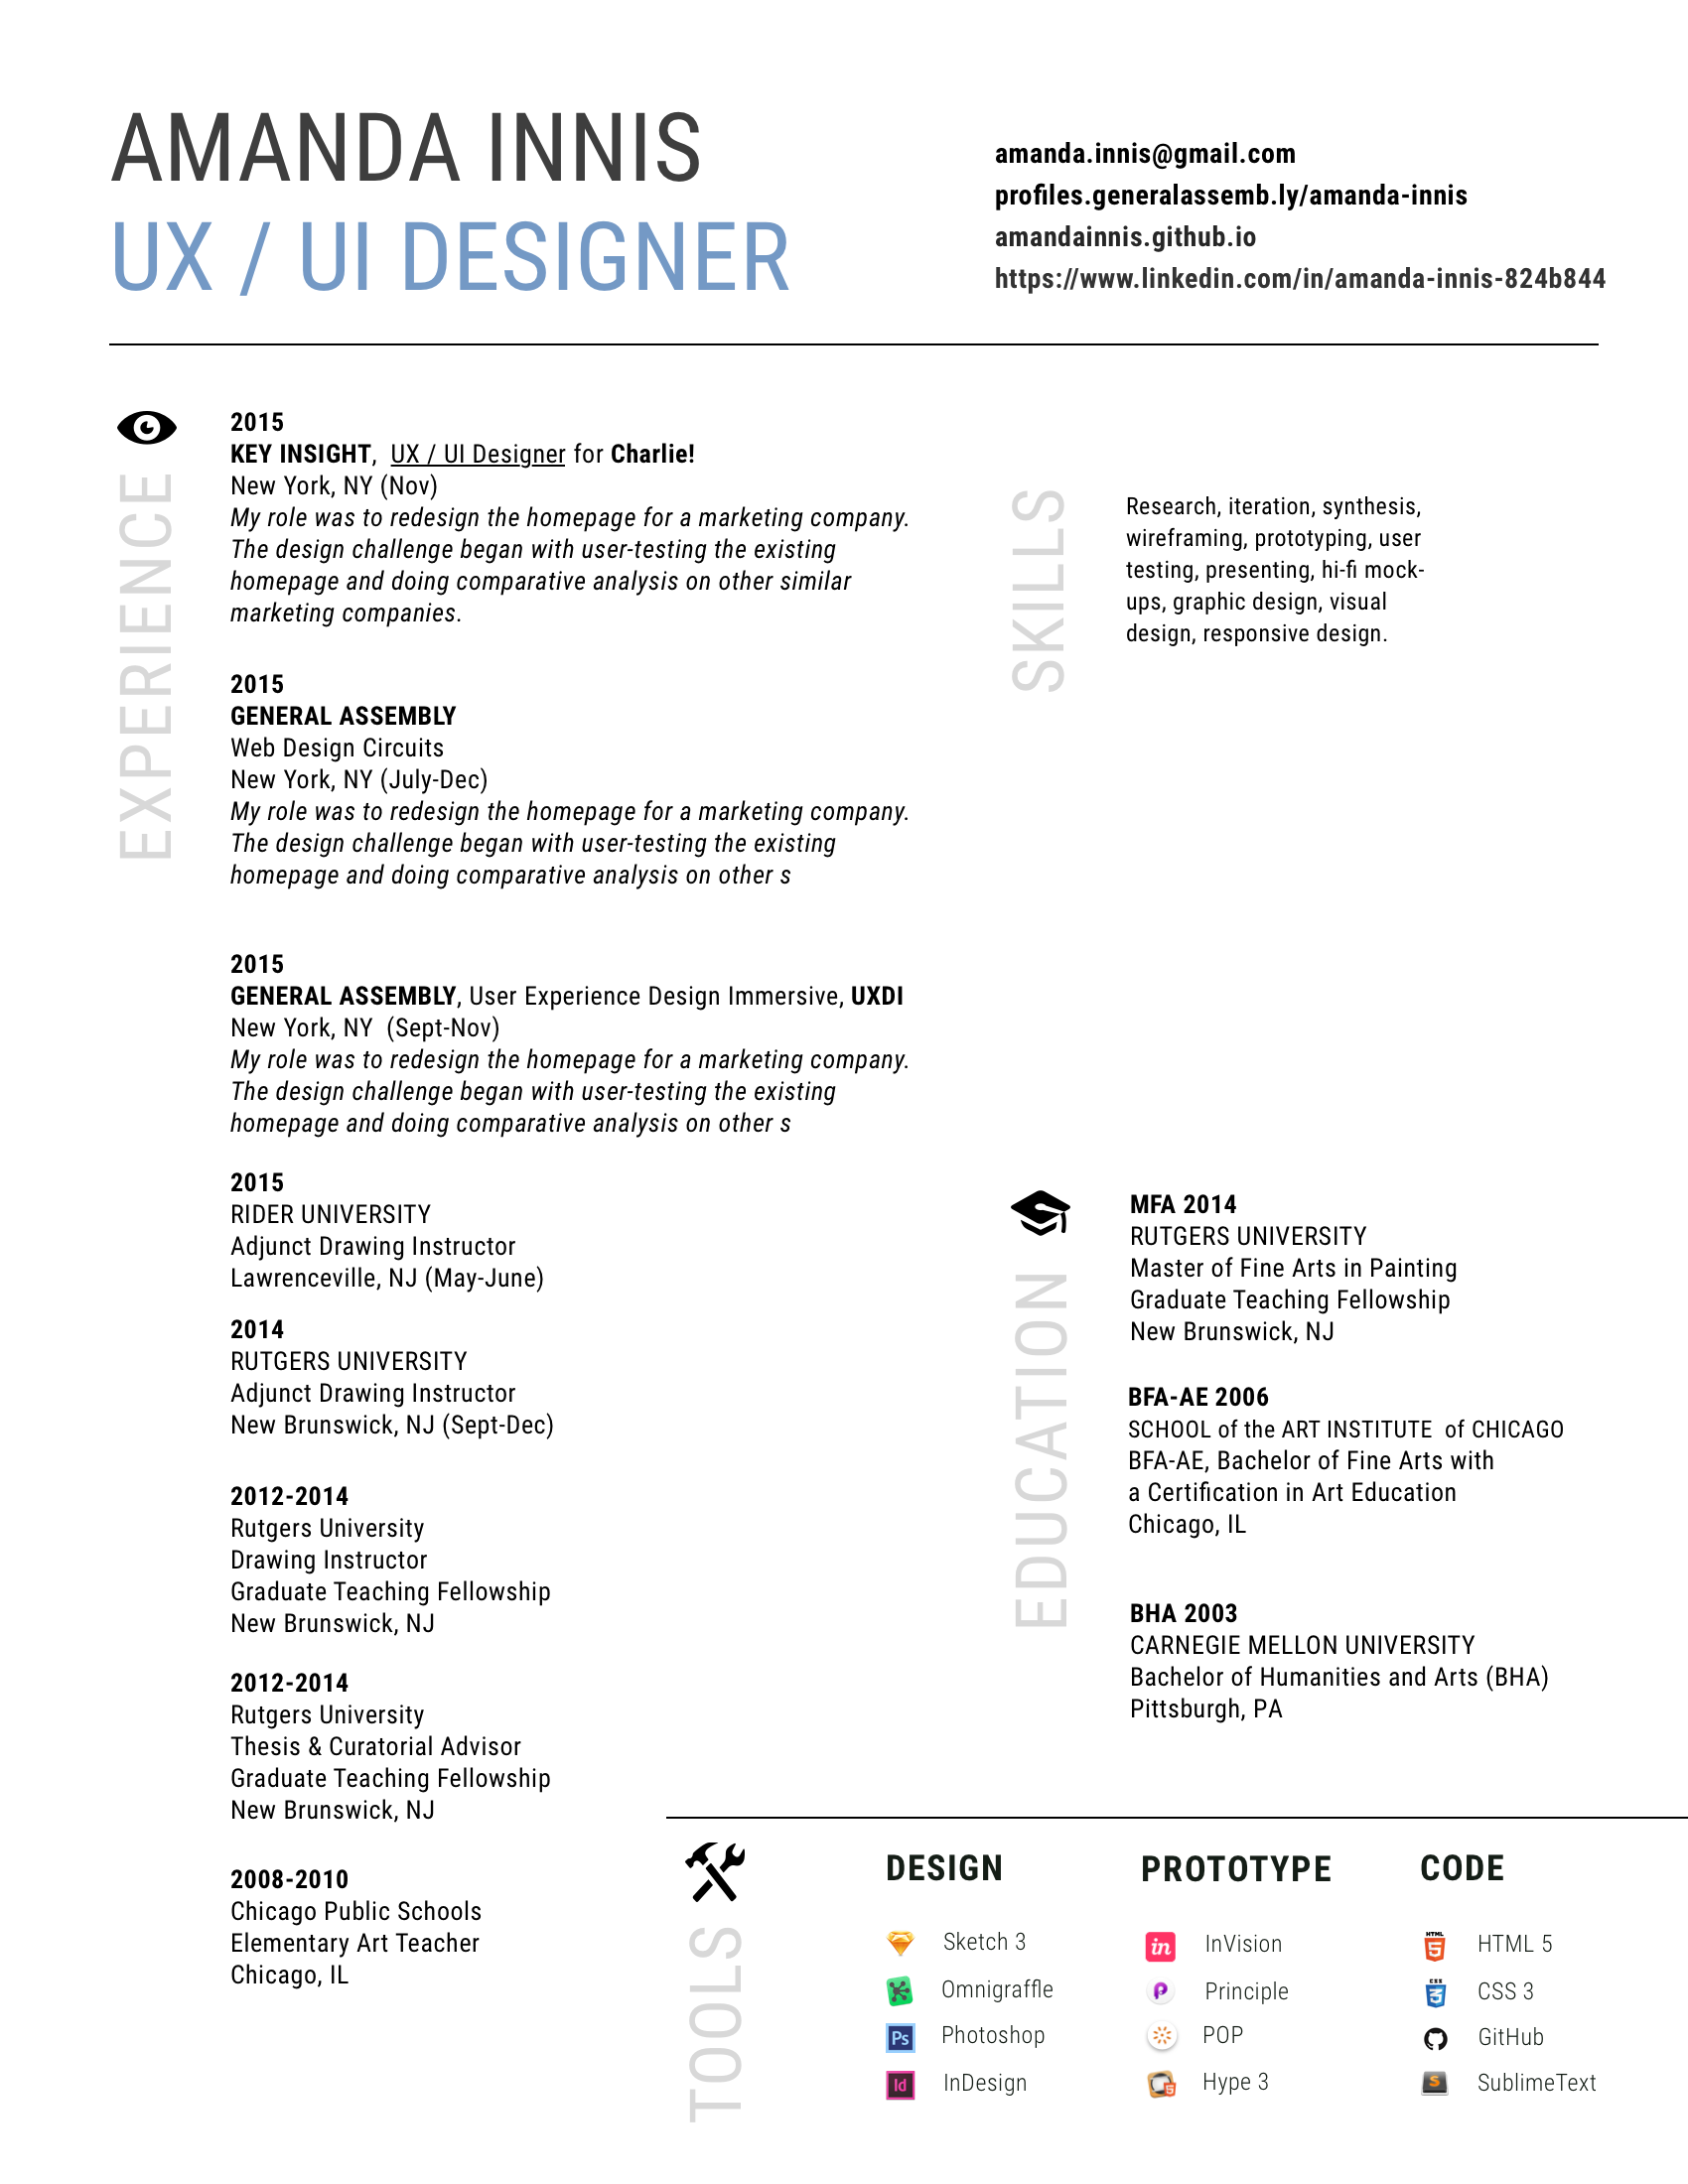 AMANDA INNIS
UX / UI DESIGNER
amanda.innis@gmail.com
profiles.generalassemb.ly/amanda-innis
amandainnis.github.io
https://www.linkedin.com/in/amanda-innis-824b844
EXPERIENCE
2015
KEY INSIGHT,  UX / UI Designer for Charlie!
New York, NY (Nov)
My role was to redesign the homepage for a marketing company.
The design challenge began with user-testing the existing
homepage and doing comparative analysis on other similar
marketing companies.
2015
GENERAL ASSEMBLY
Web Design Circuits
New York, NY (July-Dec)
My role was to redesign the homepage for a marketing company.
The design challenge began with user-testing the existing
homepage and doing comparative analysis on other s
2015
GENERAL ASSEMBLY, User Experience Design Immersive, UXDI
New York, NY  (Sept-Nov)
My role was to redesign the homepage for a marketing company.
The design challenge began with user-testing the existing
homepage and doing comparative analysis on other s
2015
RIDER UNIVERSITY
Adjunct Drawing Instructor
Lawrenceville, NJ (May-June)
2014
RUTGERS UNIVERSITY
Adjunct Drawing Instructor
New Brunswick, NJ (Sept-Dec)
2012-2014
Rutgers University
Drawing Instructor
Graduate Teaching Fellowship
New Brunswick, NJ
2012-2014
Rutgers University
Thesis & Curatorial Advisor
Graduate Teaching Fellowship
New Brunswick, NJ
2008-2010
Chicago Public Schools
Elementary Art Teacher
Chicago, IL
SKILLS
Research, iteration, synthesis,
wireframing, prototyping, user
testing, presenting, hi-fi mock-
ups, graphic design, visual
design, responsive design.
EDUCATION
MFA 2014
RUTGERS UNIVERSITY
Master of Fine Arts in Painting
Graduate Teaching Fellowship
New Brunswick, NJ
BFA-AE 2006
SCHOOL of the ART INSTITUTE  of CHICAGO
BFA-AE, Bachelor of Fine Arts with
a Certification in Art Education
Chicago, IL
BHA 2003
CARNEGIE MELLON UNIVERSITY
Bachelor of Humanities and Arts (BHA)
Pittsburgh, PA
TOOLS
DESIGN
Sketch 3
Omnigraffle
Ps Photoshop
Id InDesign
PROTOTYPE
in InVision
P Principle
POP
5 Hype 3
CODE
HTML 5 HTML 5
CSS 3 CSS 3
GitHub
S SublimeText